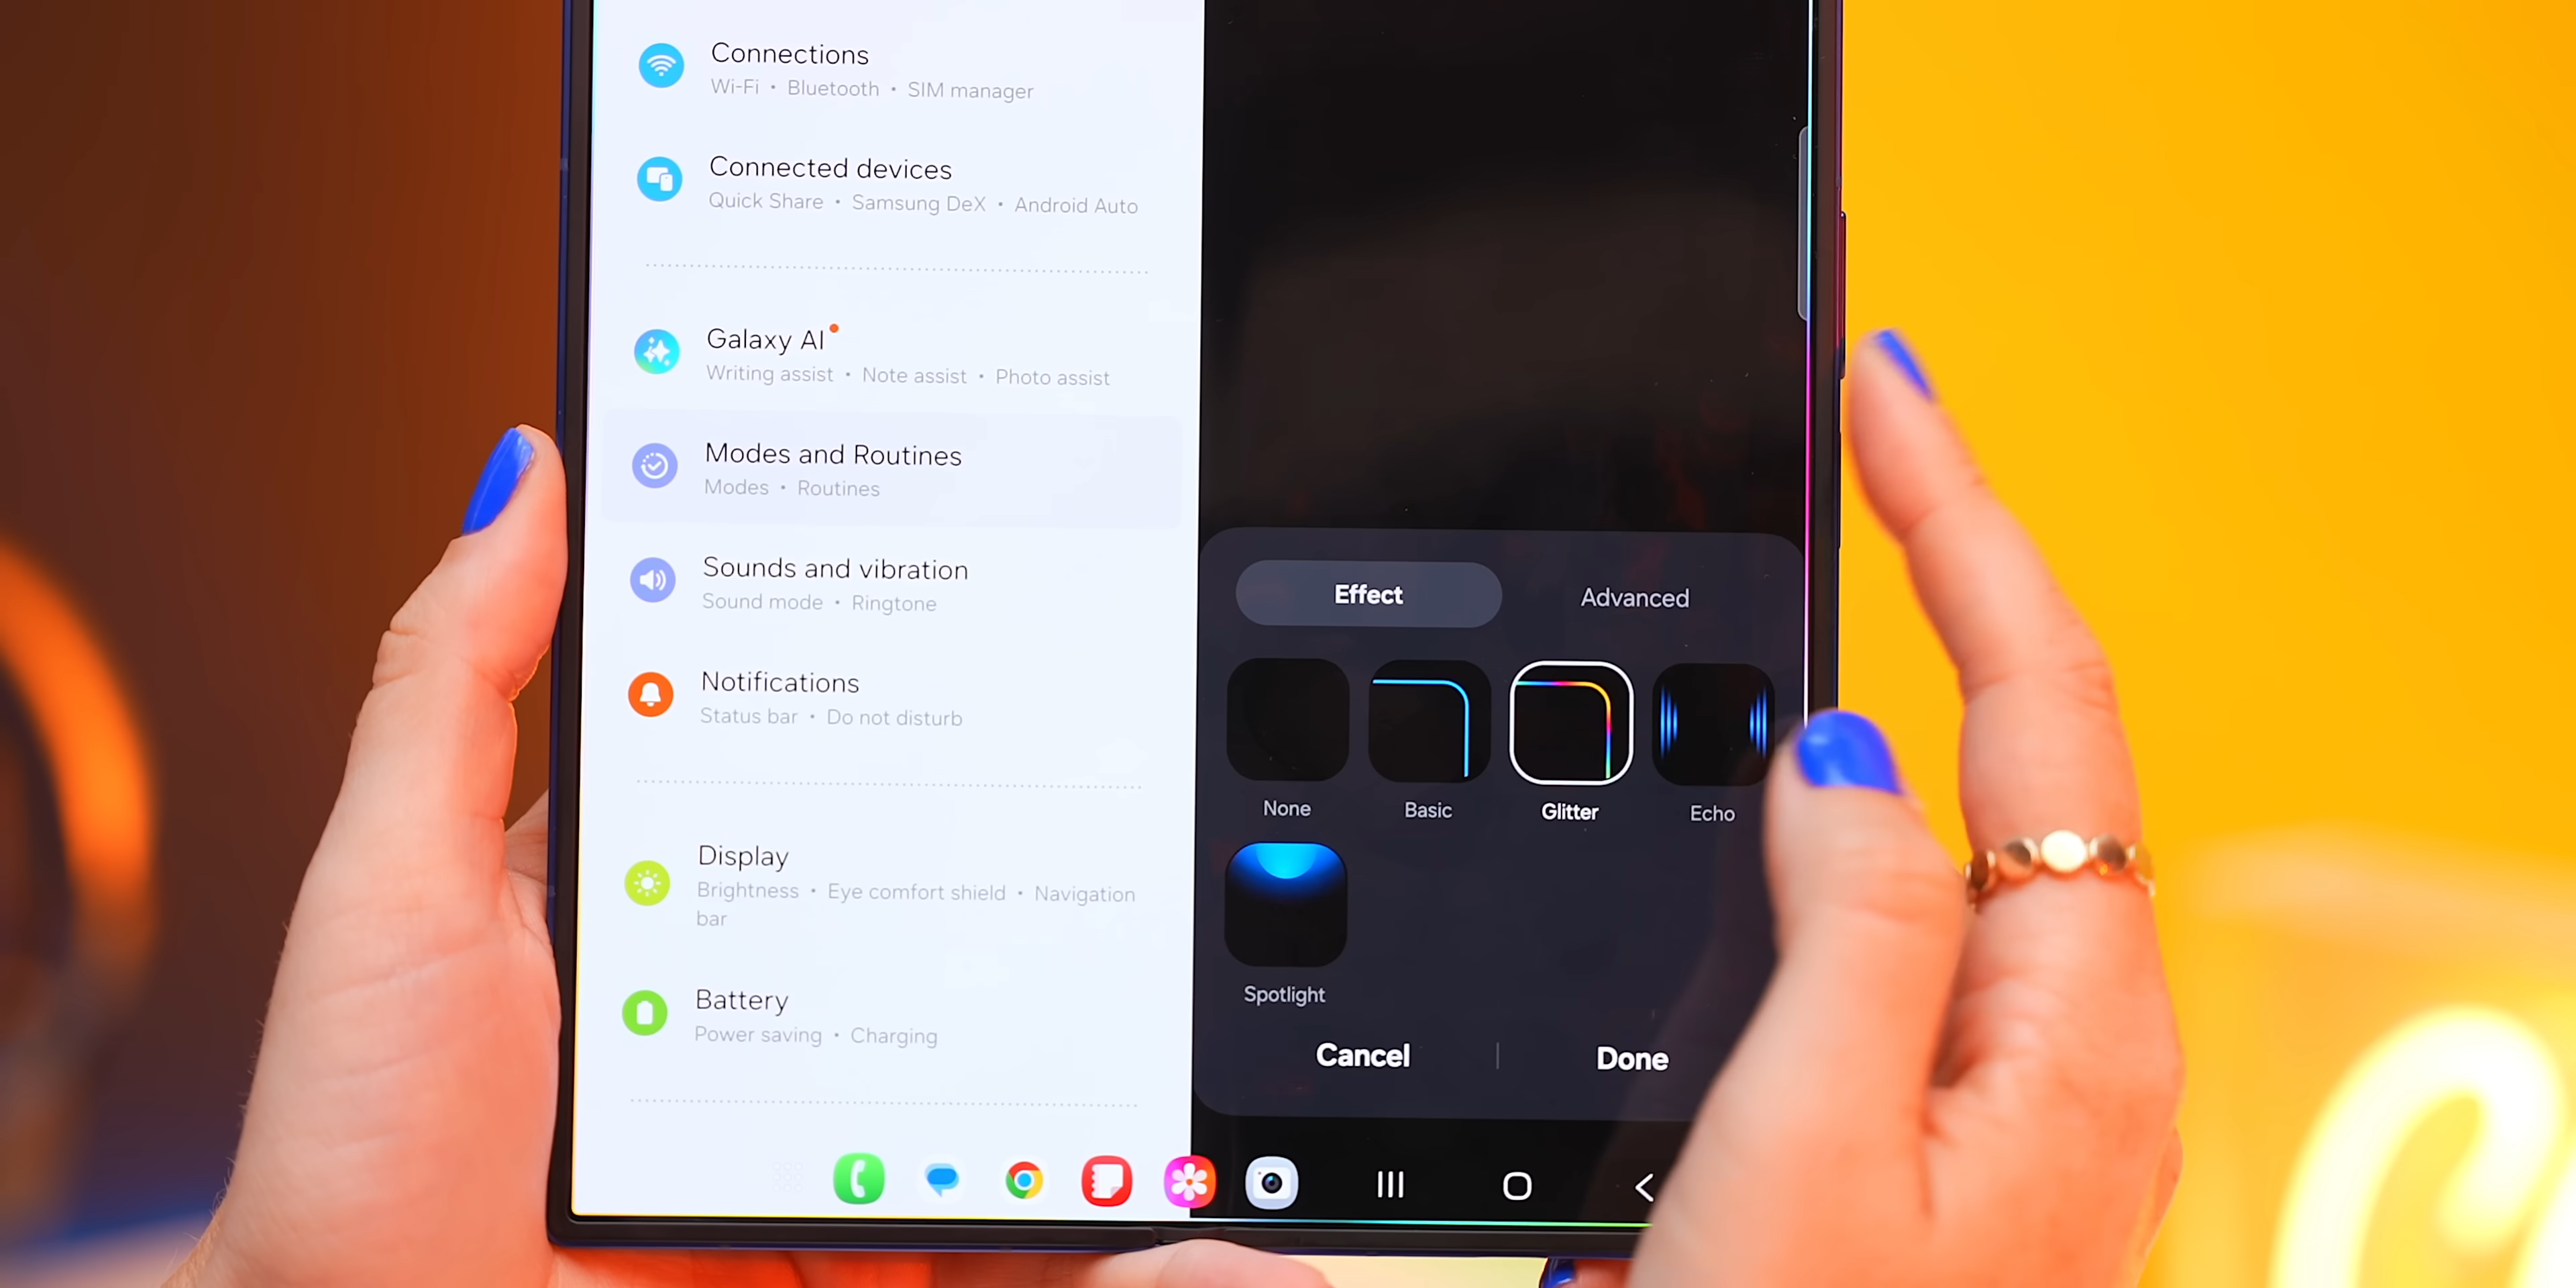 Connections
Wi-Fi • Bluetooth • SIM manager
Connected devices
Quick Share • Samsung DeX • Android Auto
Galaxy AI
Writing assist • Note assist • Photo assist
Modes and Routines
Modes • Routines
Sounds and vibration
Sound mode • Ringtone
Notifications
Status bar • Do not disturb
Display
Brightness • Eye comfort shield • Navigation
bar
Battery
Power saving • Charging
Effect
Advanced
None
Basic
Glitter
Echo
Spotlight
Cancel
Done